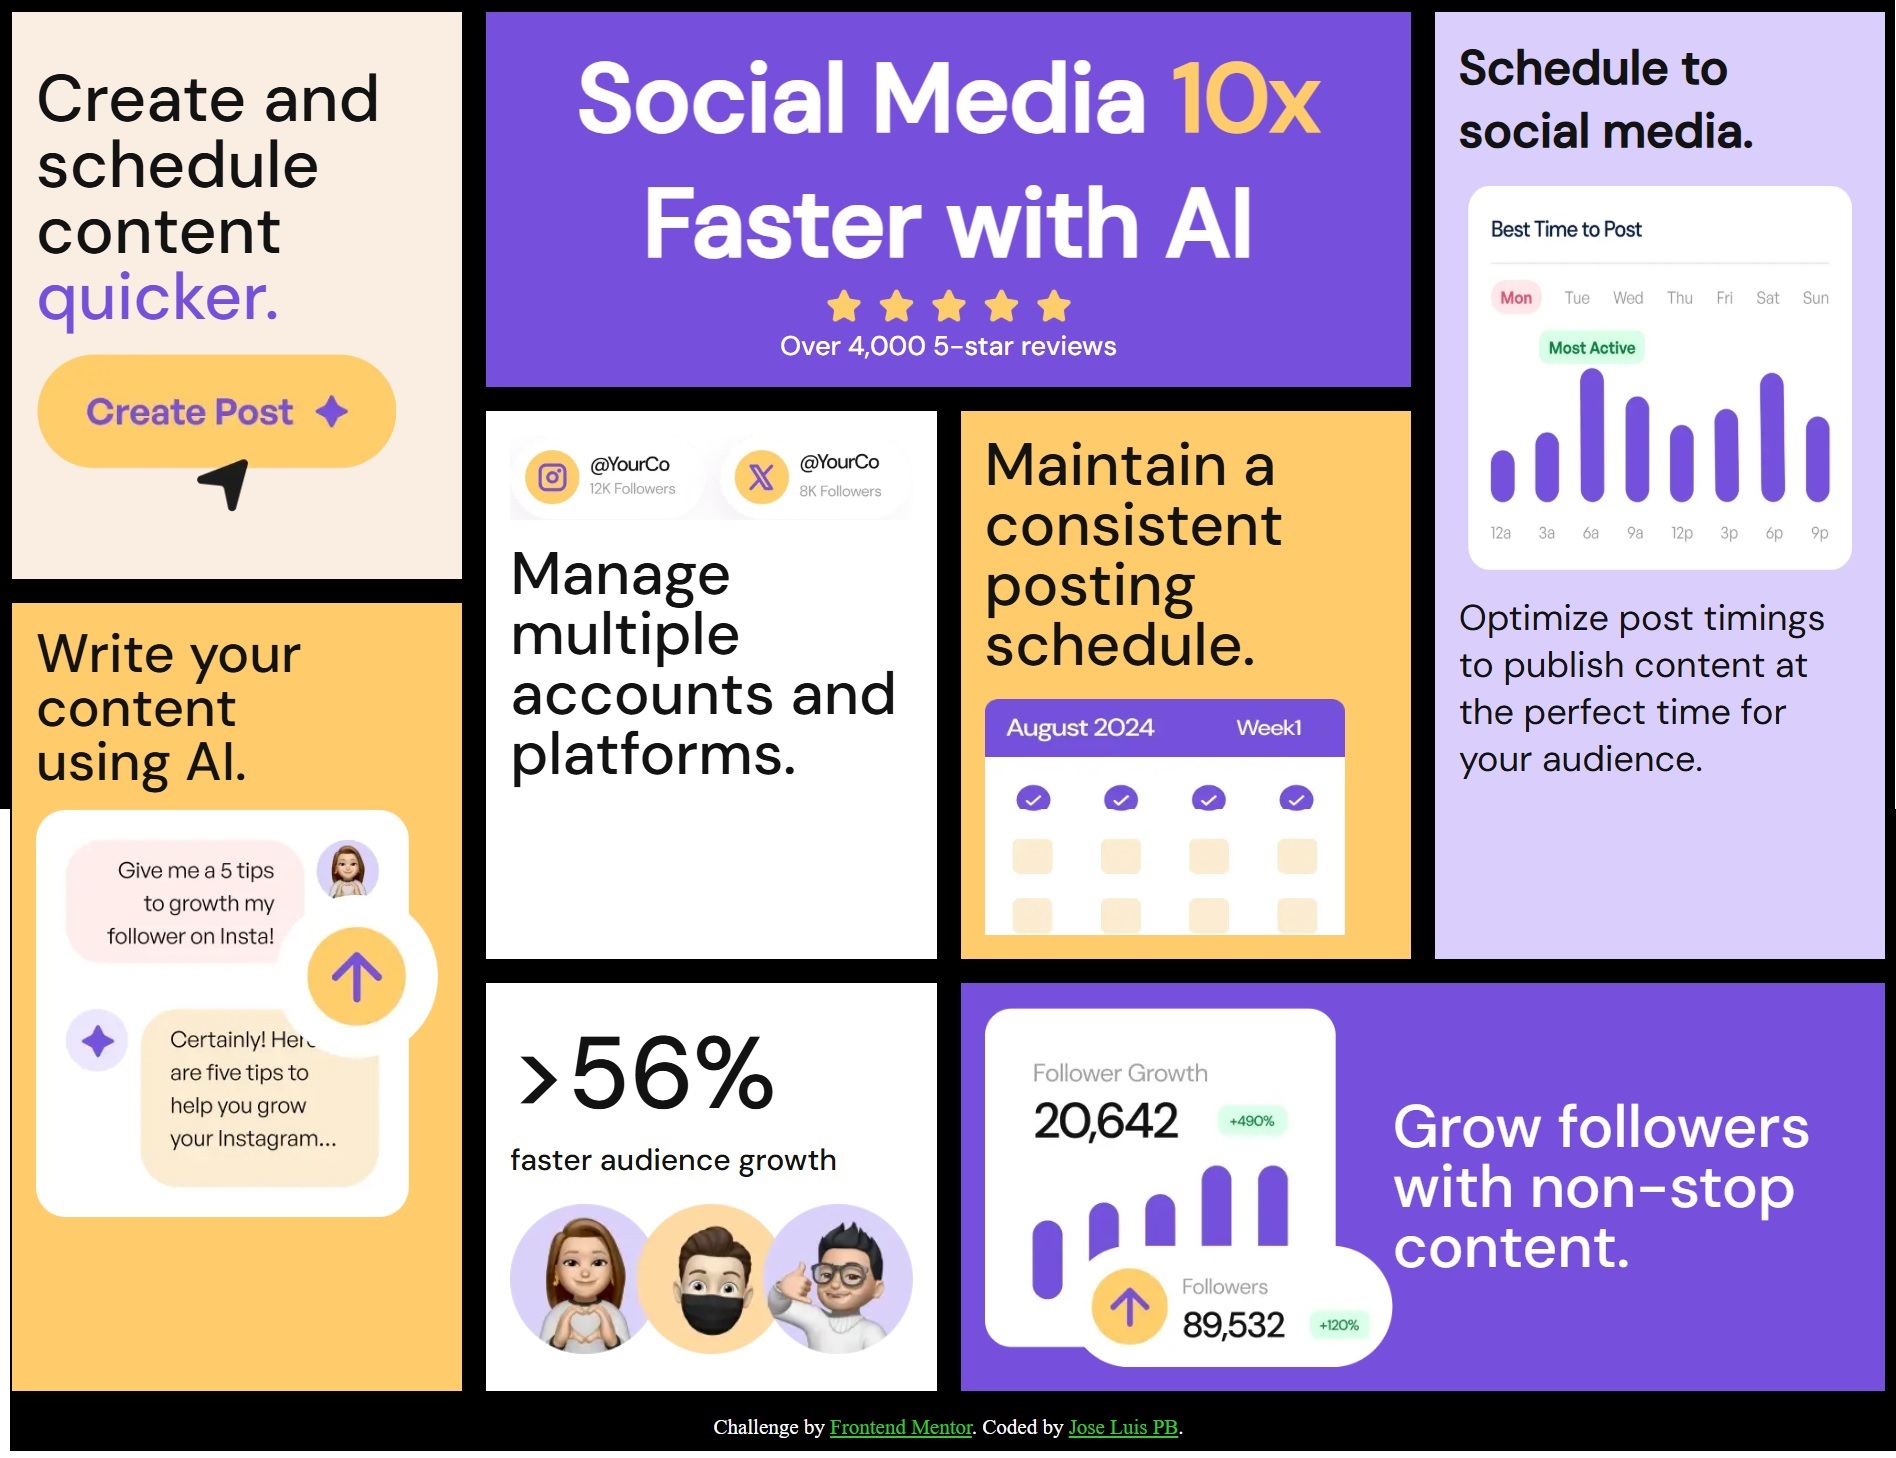 Create and
schedule
content
quicker.
Create Post
Social Media 10x
Faster with AI
Over 4,000 5-star reviews
Schedule to
social media.
Best Time to Post
Mon Tue Wed Thu Fri Sat Sun
Most Active
12a 3a 6a 9a 12p 3p 6p 9p
Optimize post timings
to publish content at
the perfect time for
your audience.
@YourCo
12K Followers
@YourCo
8K Followers
Manage
multiple
accounts and
platforms.
Maintain a
consistent
posting
schedule.
August 2024 Week1
Write your
content
using AI.
Give me a 5 tips
to growth my
follower on Insta!
Certainly! Here
are five tips to
help you grow
your Instagram...
>56%
faster audience growth
Follower Growth
20,642 +490%
Followers
89,532 +120%
Grow followers
with non-stop
content.
Challenge by Frontend Mentor. Coded by Jose Luis PB.